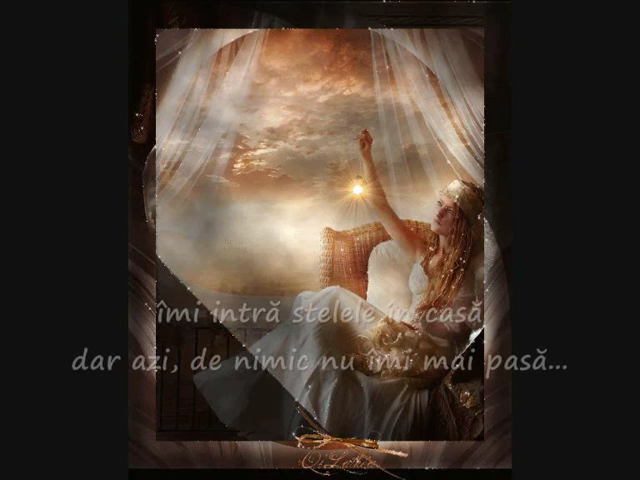 îmi intră stelele în casă
dar azi, de nimic nu îmi mai pasă...